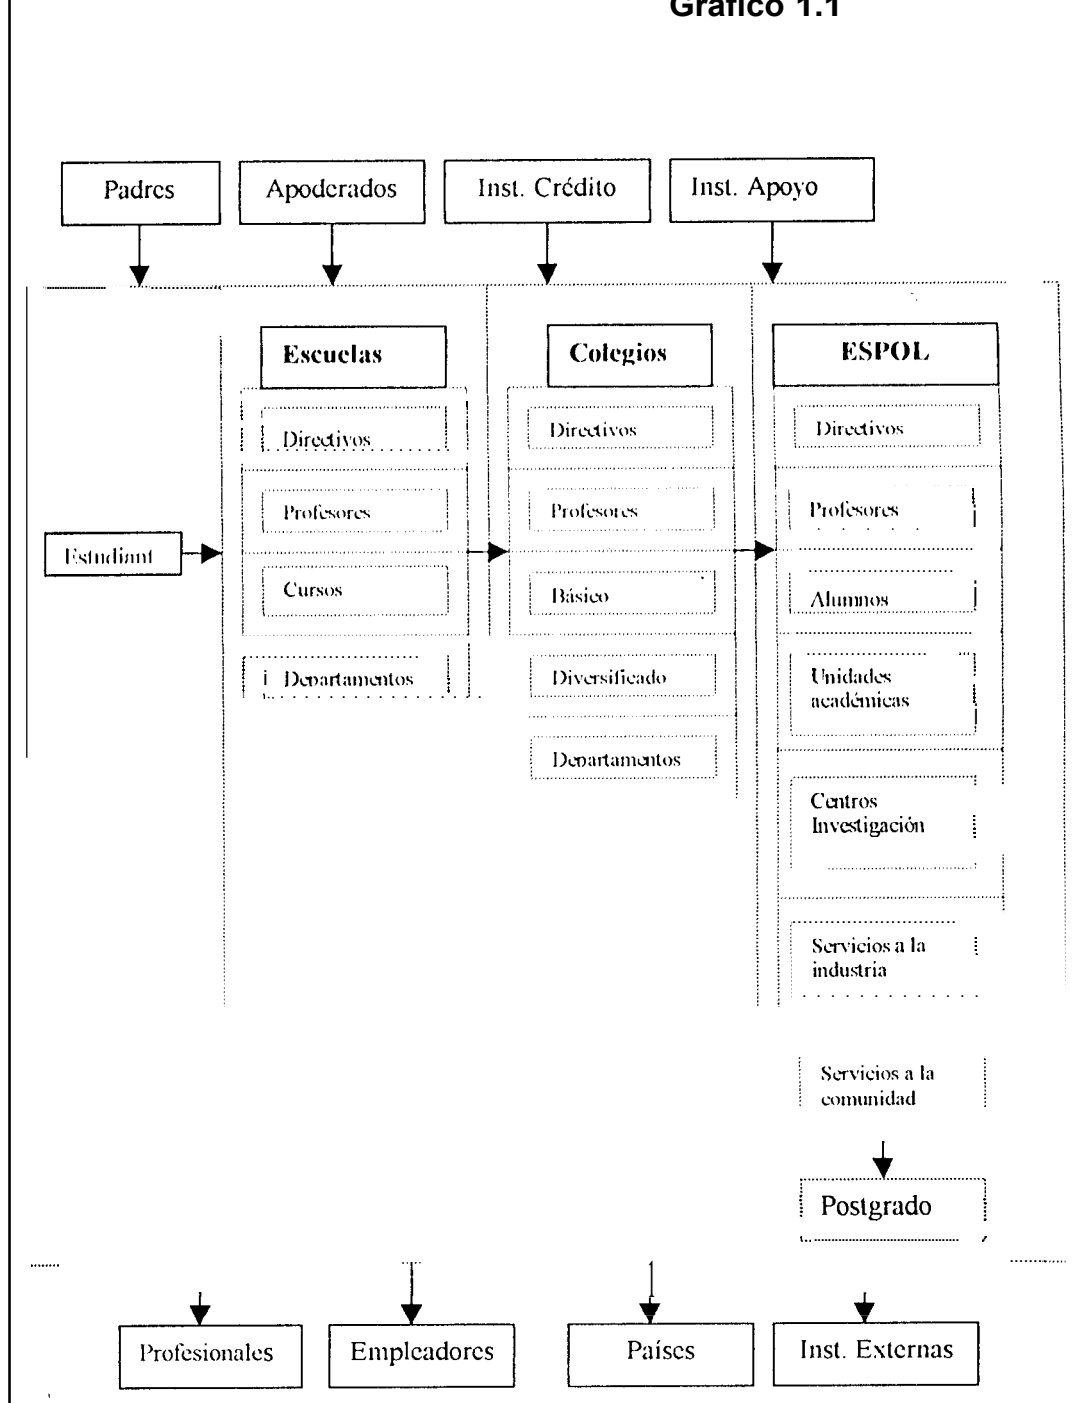 Gráfico 1.1
Padres
Apoderados
Inst. Crédito
Inst. Apoyo
Escuelas
Colegios
ESPOL
Directivos
Directivos
Directivos
Profesores
Profesores
Profesores
Estudiant
Cursos
Básico
Alumnos
Departamentos
Diversificado
Unidades
académicas
Departamentos
Centros
Investigación
Servicios a la
industria
Servicios a la
comunidad
Postgrado
Profesionales
Empleadores
Países
Inst. Externas